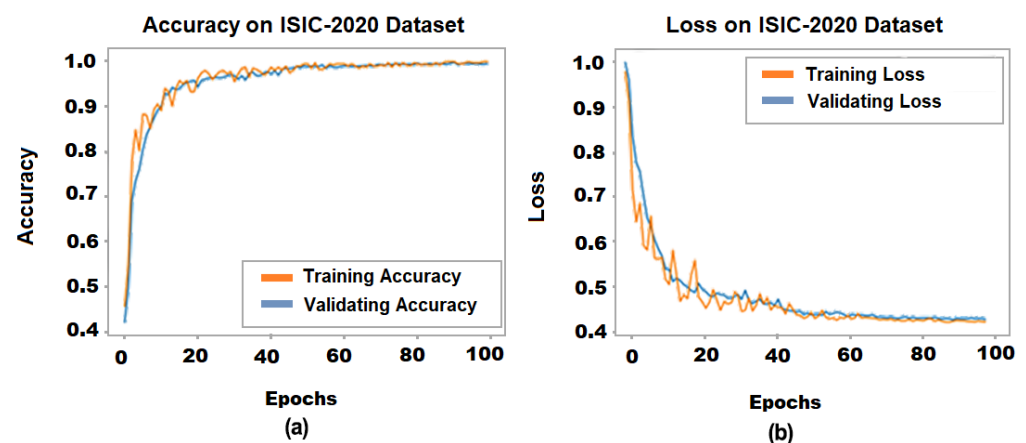 Accuracy on ISIC-2020 Dataset
1.0
0.9
0.8
0.7
0.6
0.5
0.4
Accuracy
Training Accuracy
Validating Accuracy
0 20 40 60 80 100
Epochs
(a)
Loss on ISIC-2020 Dataset
1.0
0.9
0.8
0.7
0.6
0.5
0.4
Loss
Training Loss
Validating Loss
0 20 40 60 80 100
Epochs
(b)